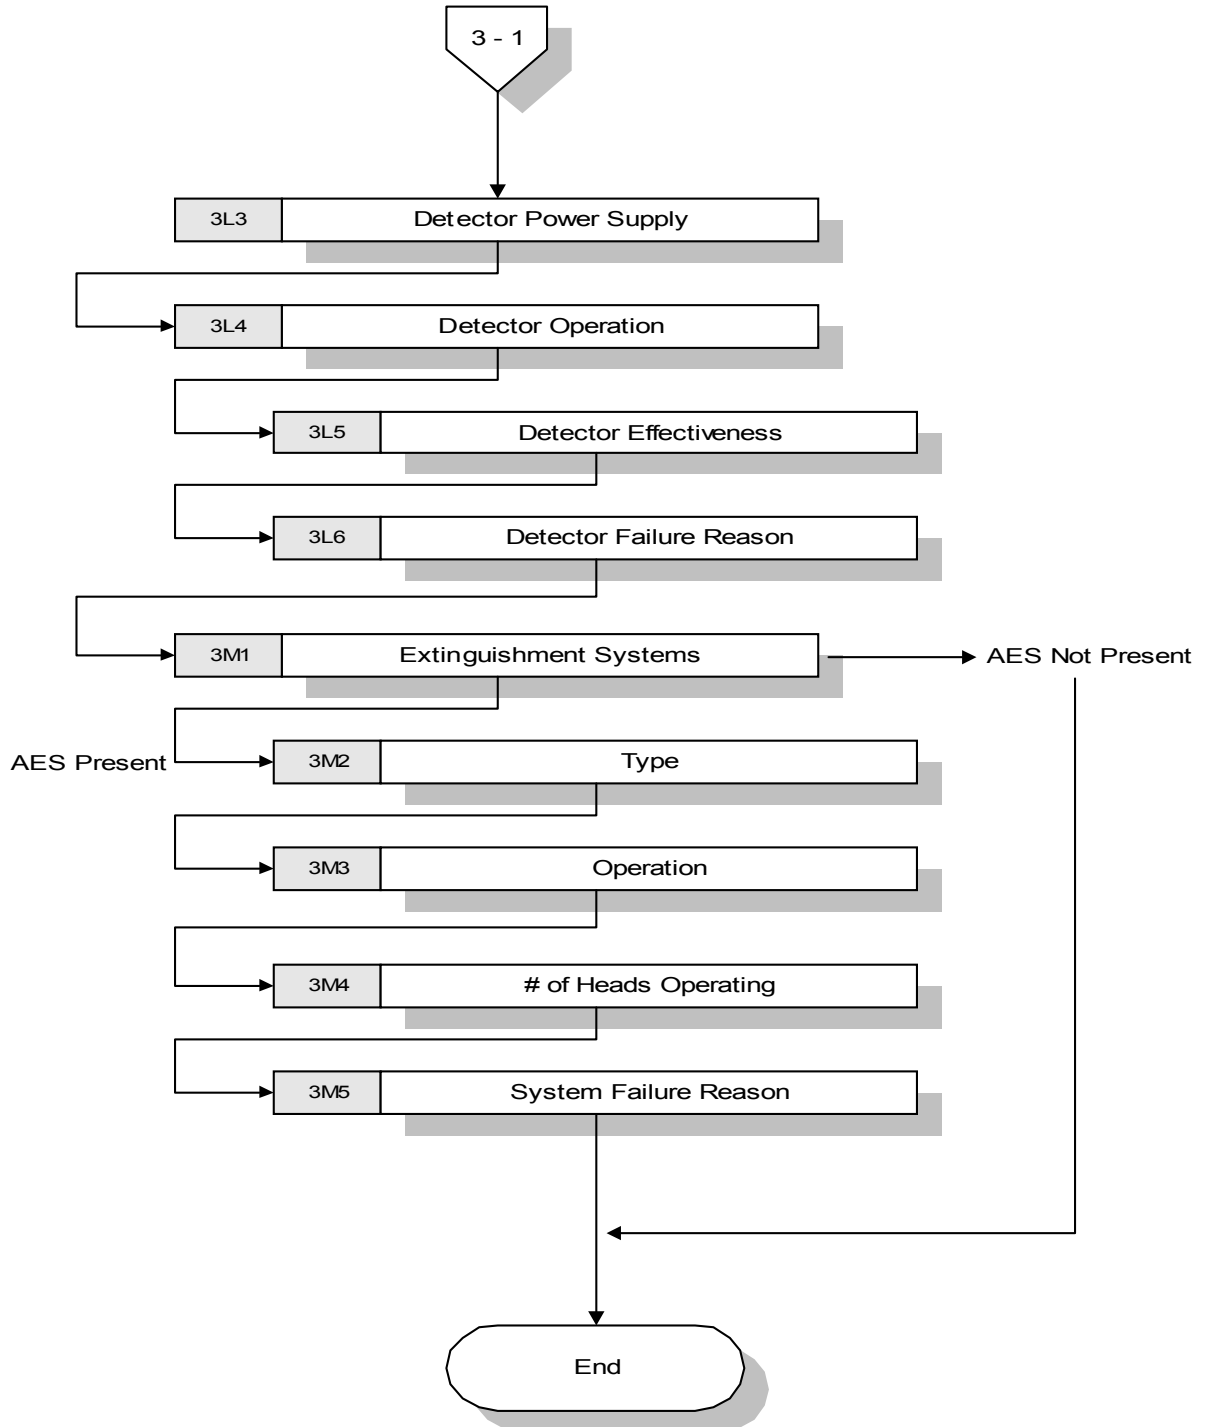 3 - 1
3L3 Detector Power Supply
3L4 Detector Operation
3L5 Detector Effectiveness
3L6 Detector Failure Reason
3M1 Extinguishment Systems
AES Not Present
AES Present
3M2 Type
3M3 Operation
3M4 # of Heads Operating
3M5 System Failure Reason
End